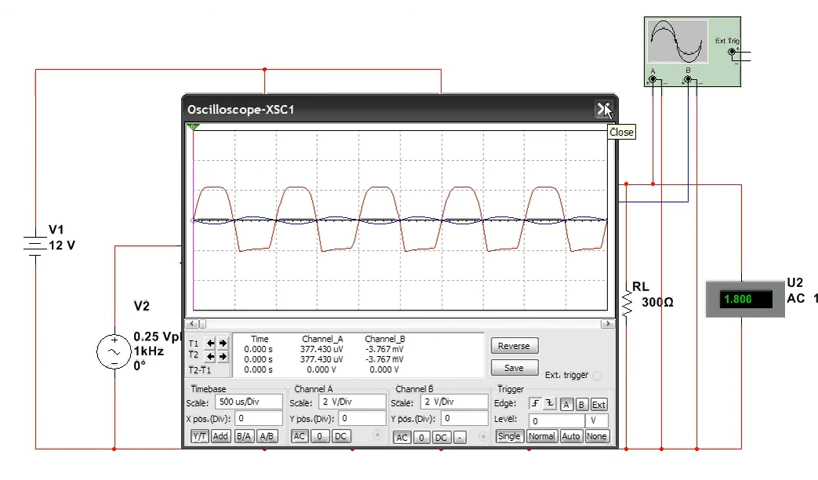 Ext Trig
+
-
A
B
+ - + -
Oscilloscope-XSC1
Close
V1
12 V
V2
0.25 Vpk
1kHz
0°
RL
300Ω
1.806
U2
AC 1
T1
T2
T2-T1
Time Channel_A Channel_B
0.000 s 377.430 uV -3.767 mV
0.000 s 377.430 uV -3.767 mV
0.000 s 0.000 V 0.000 V
Reverse
Save
Ext. trigger
Timebase
Scale: 500 us/Div
X pos.(Div): 0
Y/T Add B/A A/B
Channel A
Scale: 2 V/Div
Y pos.(Div): 0
AC 0 DC
Channel B
Scale: 2 V/Div
Y pos.(Div): 0
AC 0 DC -
Trigger
Edge: A B Ext
Level: 0 V
Single Normal Auto None